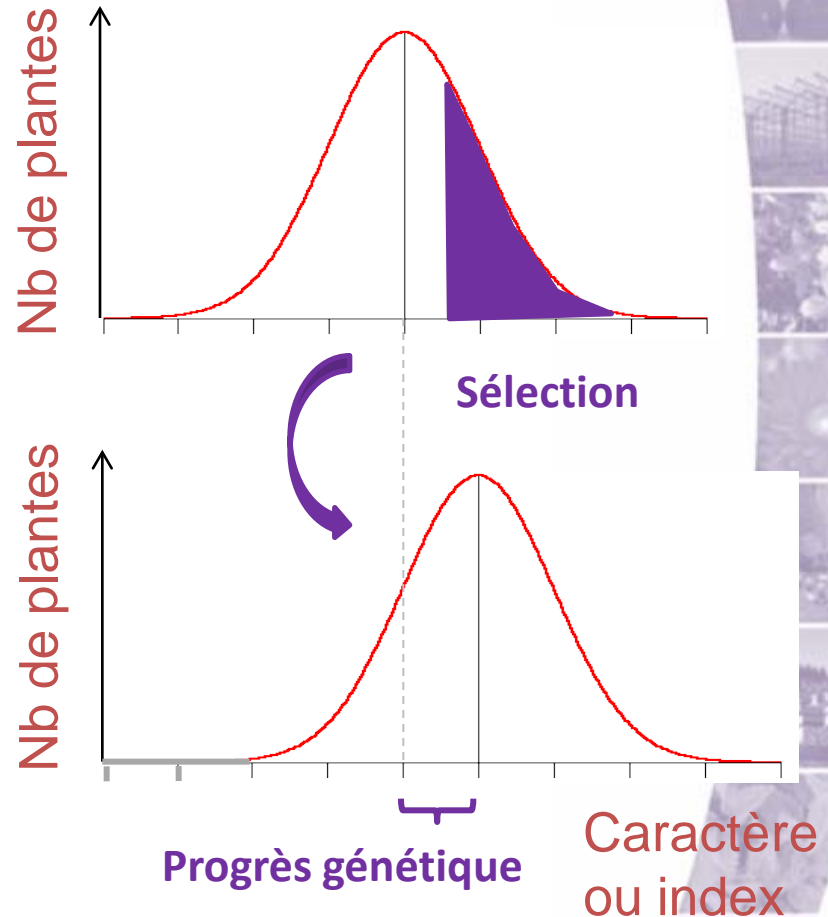 Nb de plantes
Sélection
Nb de plantes
Progrès génétique
Caractère
ou index